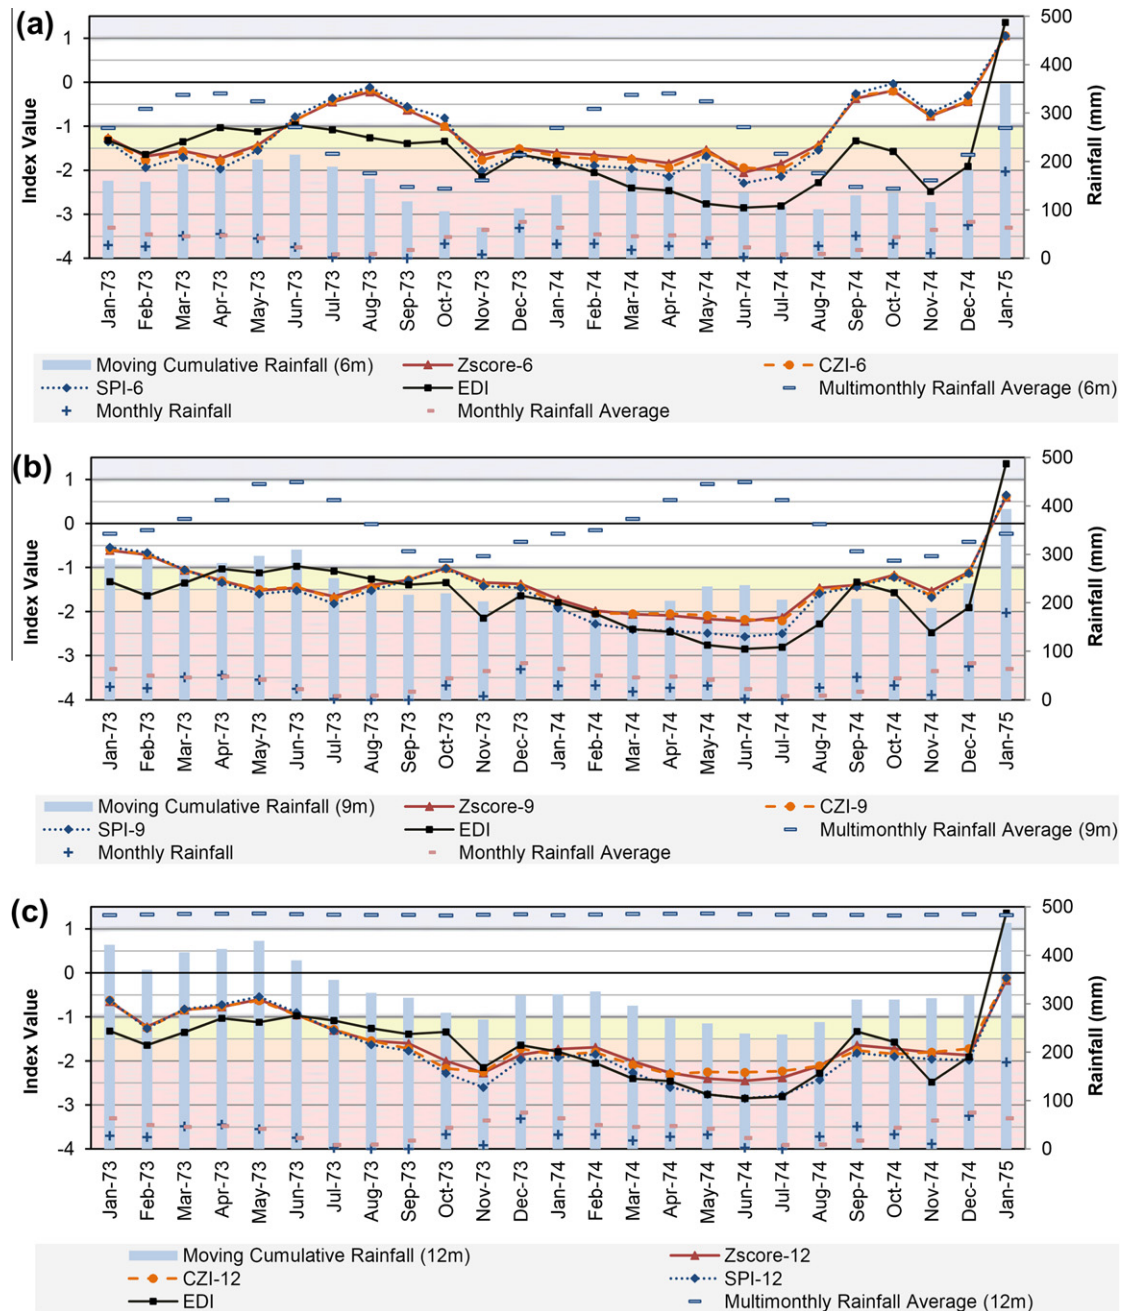 (a)
1
0
-1
-2
-3
-4
Index Value
500
400
300
200
100
0
Rainfall (mm)
Jan-73
Feb-73
Mar-73
Apr-73
May-73
Jun-73
Jul-73
Aug-73
Sep-73
Oct-73
Nov-73
Dec-73
Jan-74
Feb-74
Mar-74
Apr-74
May-74
Jun-74
Jul-74
Aug-74
Sep-74
Oct-74
Nov-74
Dec-74
Jan-75
Moving Cumulative Rainfall (6m) Zscore-6 CZI-6
SPI-6 EDI Multimonthly Rainfall Average (6m)
Monthly Rainfall Monthly Rainfall Average
(b)
1
0
-1
-2
-3
-4
Index Value
500
400
300
200
100
0
Rainfall (mm)
Jan-73
Feb-73
Mar-73
Apr-73
May-73
Jun-73
Jul-73
Aug-73
Sep-73
Oct-73
Nov-73
Dec-73
Jan-74
Feb-74
Mar-74
Apr-74
May-74
Jun-74
Jul-74
Aug-74
Sep-74
Oct-74
Nov-74
Dec-74
Jan-75
Moving Cumulative Rainfall (9m) Zscore-9 CZI-9
SPI-9 EDI Multimonthly Rainfall Average (9m)
Monthly Rainfall Monthly Rainfall Average
(c)
1
0
-1
-2
-3
-4
Index Value
500
400
300
200
100
0
Rainfall (mm)
Jan-73
Feb-73
Mar-73
Apr-73
May-73
Jun-73
Jul-73
Aug-73
Sep-73
Oct-73
Nov-73
Dec-73
Jan-74
Feb-74
Mar-74
Apr-74
May-74
Jun-74
Jul-74
Aug-74
Sep-74
Oct-74
Nov-74
Dec-74
Jan-75
Moving Cumulative Rainfall (12m) Zscore-12
CZI-12 SPI-12
EDI Multimonthly Rainfall Average (12m)